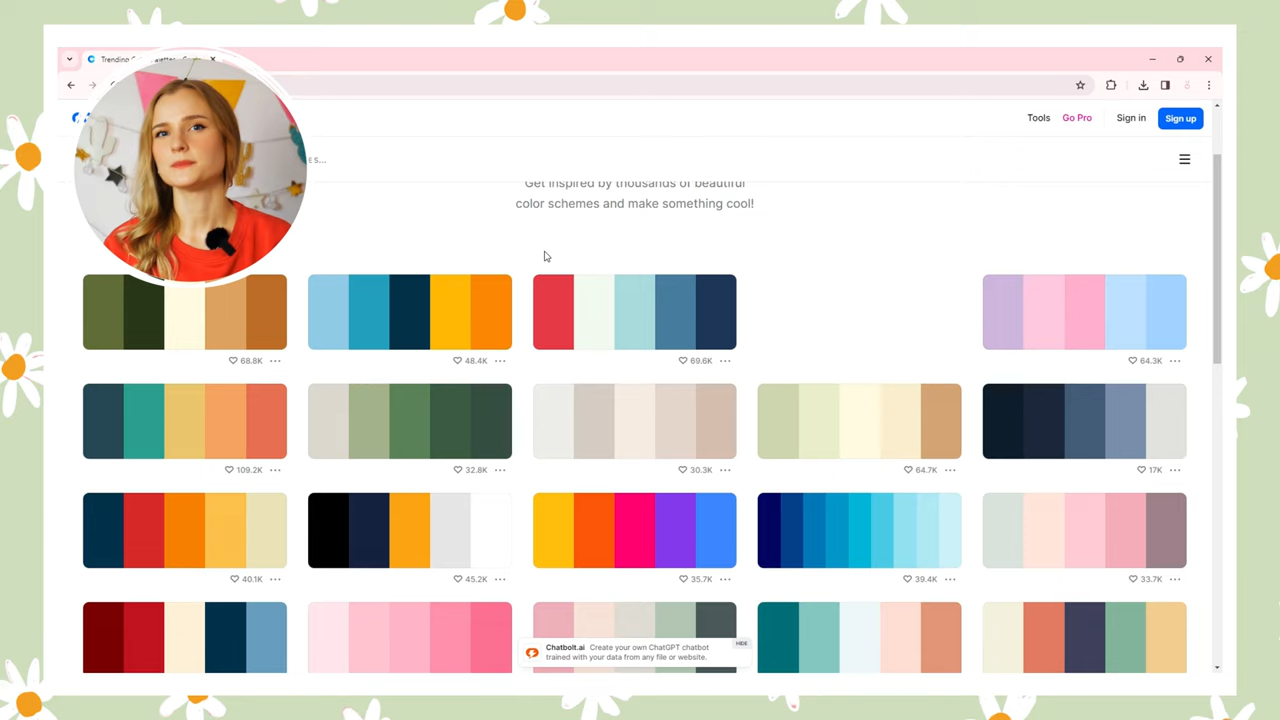 Tools
Go Pro
Sign in
Sign up
Get inspired by thousands of beautiful
color schemes and make something cool!
68.8K
48.4K
69.6K
64.3K
109.2K
32.8K
30.3K
64.7K
17K
40.1K
45.2K
35.7K
39.4K
33.7K
Chatbolt.ai Create your own ChatGPT chatbot
trained with your data from any file or website.
HIDE